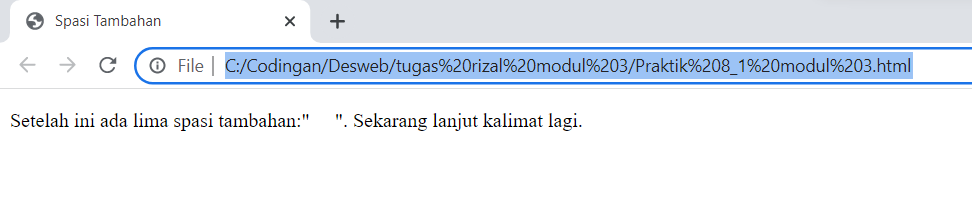 Spasi Tambahan
File | C:/Codingan/Desweb/tugas%20rizal%20modul%203/Praktik%208_1%20modul%203.html
Setelah ini ada lima spasi tambahan:"     ". Sekarang lanjut kalimat lagi.